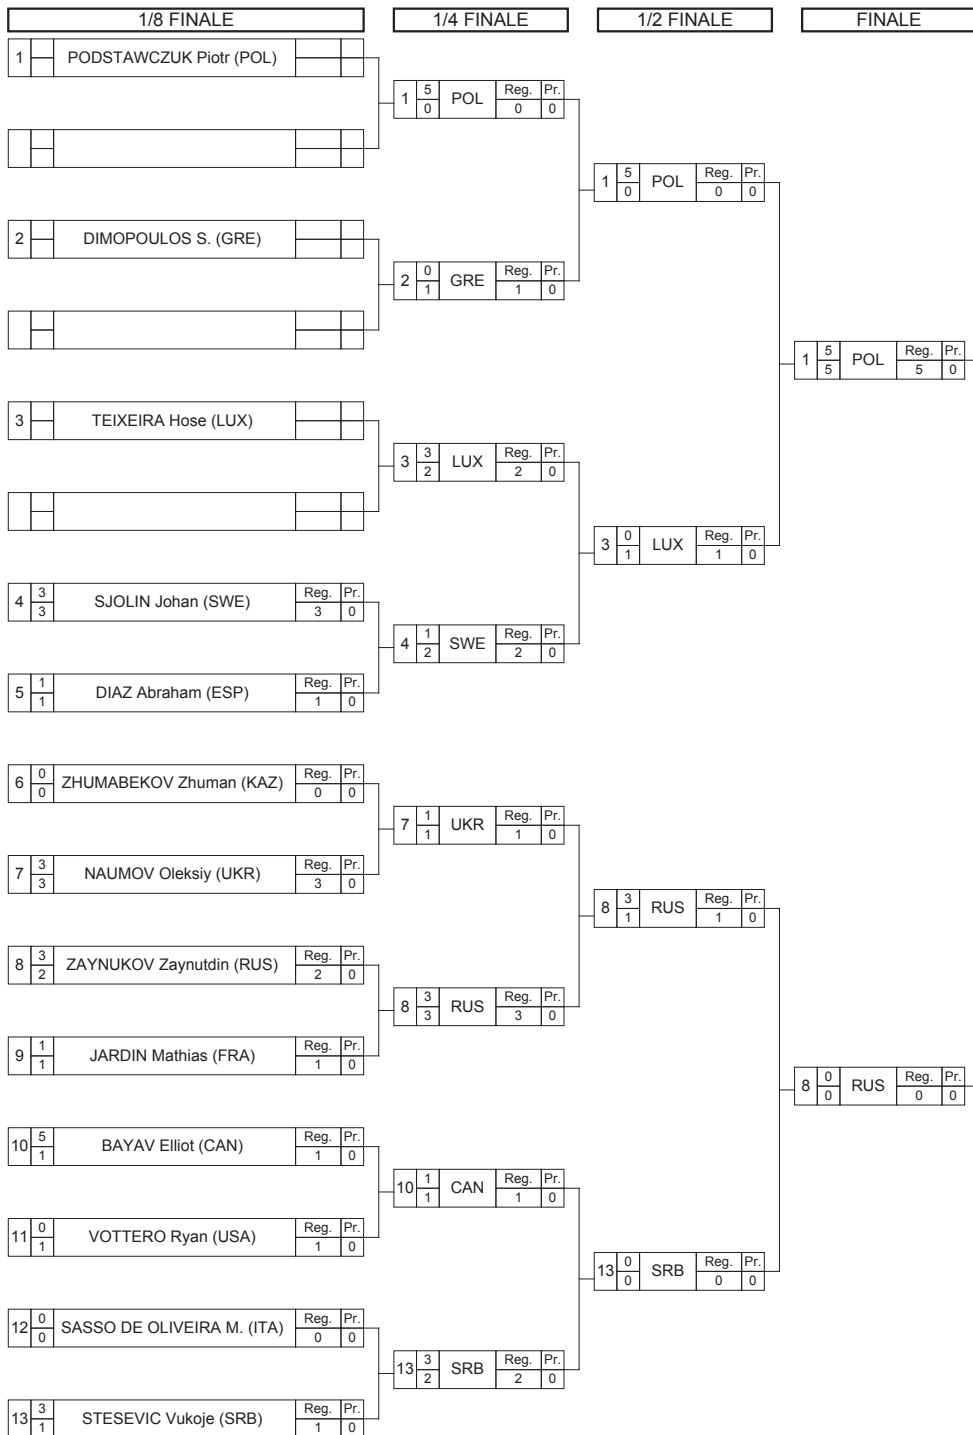 1/8 FINALE 1/4 FINALE 1/2 FINALE FINALE
1 PODSTAWCZUK Piotr (POL)
1 5 0 POL Reg. 0 Pr. 0
1 5 0 POL Reg. 0 Pr. 0
2 DIMOPOULOS S. (GRE)
2 0 1 GRE Reg. 1 Pr. 0
1 5 5 POL Reg. 5 Pr. 0
3 TEIXEIRA Hose (LUX)
3 3 2 LUX Reg. 2 Pr. 0
3 0 1 LUX Reg. 1 Pr. 0
4 3 3 SJOLIN Johan (SWE) Reg. 3 Pr. 0
4 1 2 SWE Reg. 2 Pr. 0
5 1 1 DIAZ Abraham (ESP) Reg. 1 Pr. 0
6 0 0 ZHUMABEKOV Zhuman (KAZ) Reg. 0 Pr. 0
7 1 1 UKR Reg. 1 Pr. 0
7 3 3 NAUMOV Oleksiy (UKR) Reg. 3 Pr. 0
8 3 1 RUS Reg. 1 Pr. 0
8 3 2 ZAYNUKOV Zaynutdin (RUS) Reg. 2 Pr. 0
8 3 3 RUS Reg. 3 Pr. 0
9 1 1 JARDIN Mathias (FRA) Reg. 1 Pr. 0
8 0 0 RUS Reg. 0 Pr. 0
10 5 1 BAYAV Elliot (CAN) Reg. 1 Pr. 0
10 1 1 CAN Reg. 1 Pr. 0
11 0 1 VOTTERO Ryan (USA) Reg. 1 Pr. 0
13 0 0 SRB Reg. 0 Pr. 0
12 0 0 SASSO DE OLIVEIRA M. (ITA) Reg. 0 Pr. 0
13 3 2 SRB Reg. 2 Pr. 0
13 3 1 STESEVIC Vukoje (SRB) Reg. 1 Pr. 0